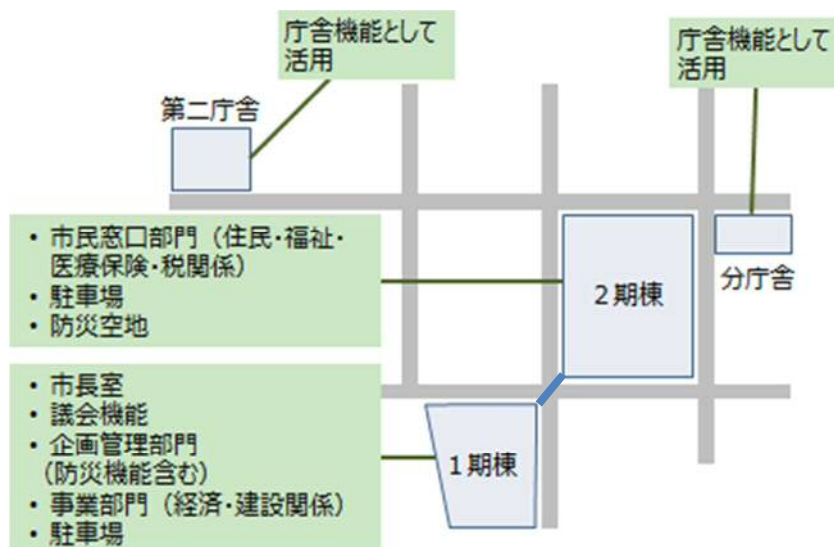 庁舎機能として
活用
庁舎機能として
活用
第二庁舎
・ 市民窓口部門（住民・福祉・
医療保険・税関係）
・ 駐車場
・ 防災空地
２期棟
分庁舎
・ 市長室
・ 議会機能
・ 企画管理部門
（防災機能含む）
・ 事業部門（経済・建設関係）
・ 駐車場
１期棟